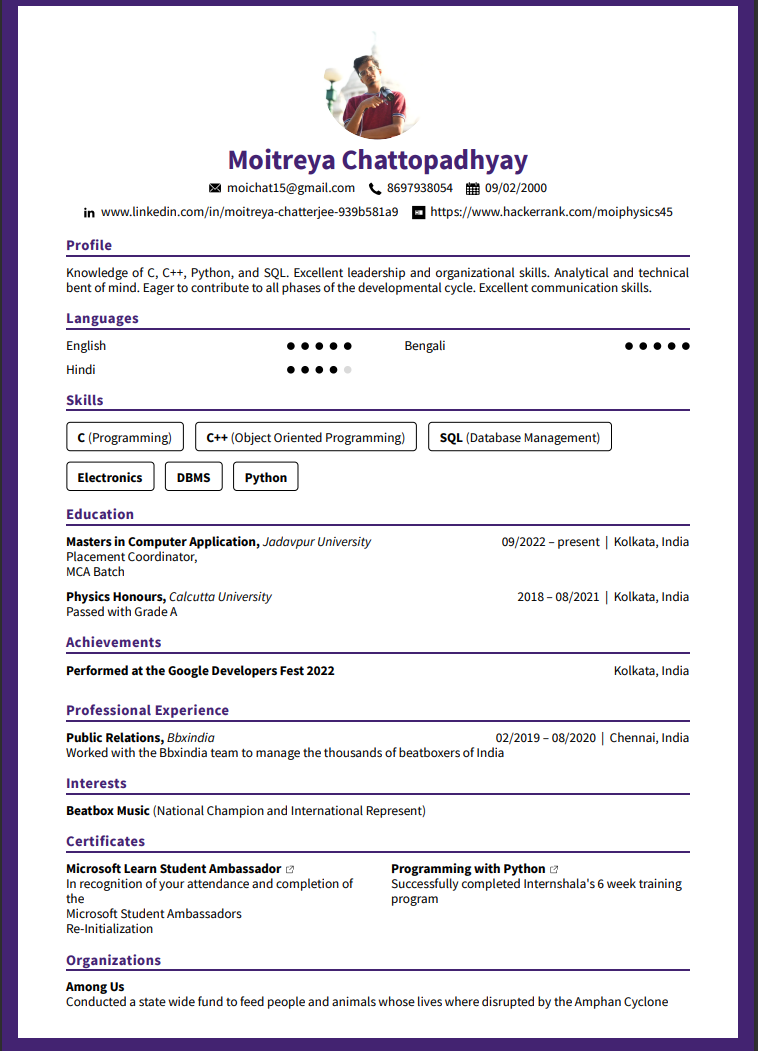 Moitreya Chattopadhyay
moichat15@gmail.com 8697938054 09/02/2000
in www.linkedin.com/in/moitreya-chatterjee-939b581a9 https://www.hackerrank.com/moiphysics45
Profile
Knowledge of C, C++, Python, and SQL. Excellent leadership and organizational skills. Analytical and technical
bent of mind. Eager to contribute to all phases of the developmental cycle. Excellent communication skills.
Languages
English Bengali
Hindi
Skills
C (Programming) C++ (Object Oriented Programming) SQL (Database Management)
Electronics DBMS Python
Education
Masters in Computer Application, Jadavpur University 09/2022 – present | Kolkata, India
Placement Coordinator,
MCA Batch
Physics Honours, Calcutta University 2018 – 08/2021 | Kolkata, India
Passed with Grade A
Achievements
Performed at the Google Developers Fest 2022 Kolkata, India
Professional Experience
Public Relations, Bbxindia 02/2019 – 08/2020 | Chennai, India
Worked with the Bbxindia team to manage the thousands of beatboxers of India
Interests
Beatbox Music (National Champion and International Represent)
Certificates
Microsoft Learn Student Ambassador
In recognition of your attendance and completion of
the
Microsoft Student Ambassadors
Re-Initialization
Programming with Python
Successfully completed Internshala's 6 week training
program
Organizations
Among Us
Conducted a state wide fund to feed people and animals whose lives where disrupted by the Amphan Cyclone